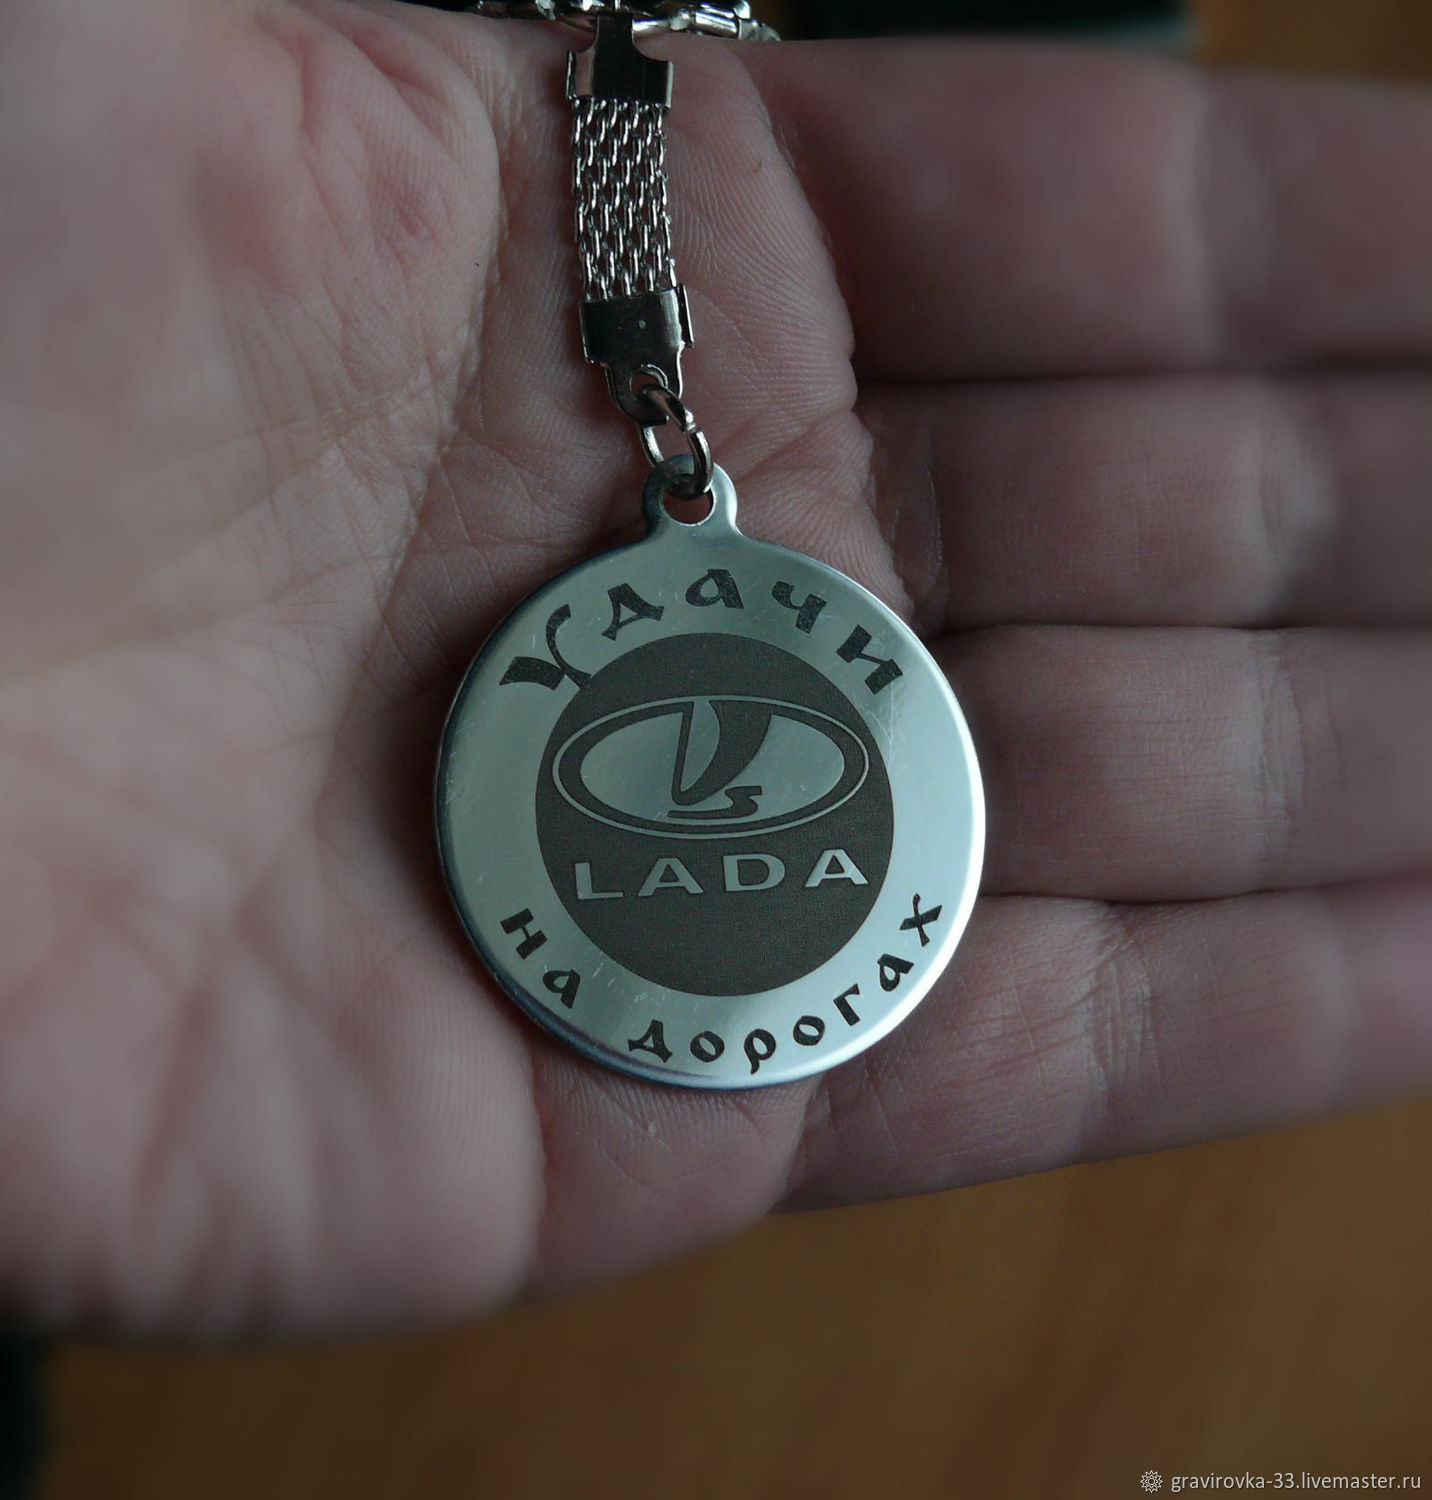 Удачи
LADA
на дорогах
gravirovka-33.livemaster.ru